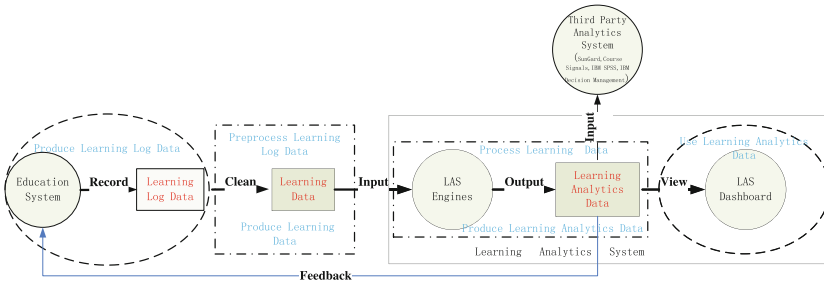 Third Party
Analytics
System
(SunGard,Coarse
Signals,IBM SPSS,IBM
Decision Management)
Input
Produce Learning Log Data
Education
System
Record
Learning
Log Data
Preprocess Learning
Log Data
Clean
Learning
Data
Produce Learning
Data
Input
Process Learning Data
LAS
Engines
Output
Learning
Analytics
Data
Produce Learning Analytics Data
View
Use Learning Analytics
Data
LAS
Dashboard
Learning Analytics System
Feedback